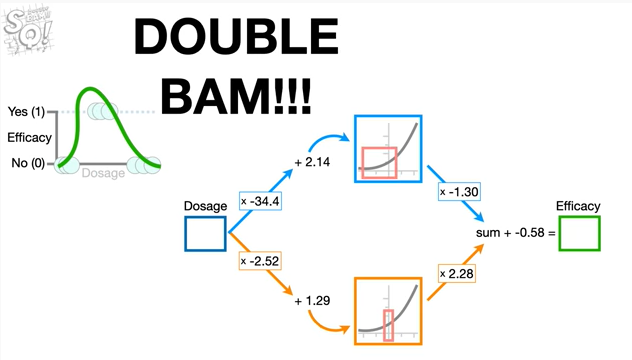 SQ!
DOUBLE
BAM!!!
Yes (1)
Efficacy
No (0)
Dosage
+ 2.14
x -34.4
x -1.30
Dosage
Efficacy
sum + -0.58 =
x -2.52
x 2.28
+ 1.29